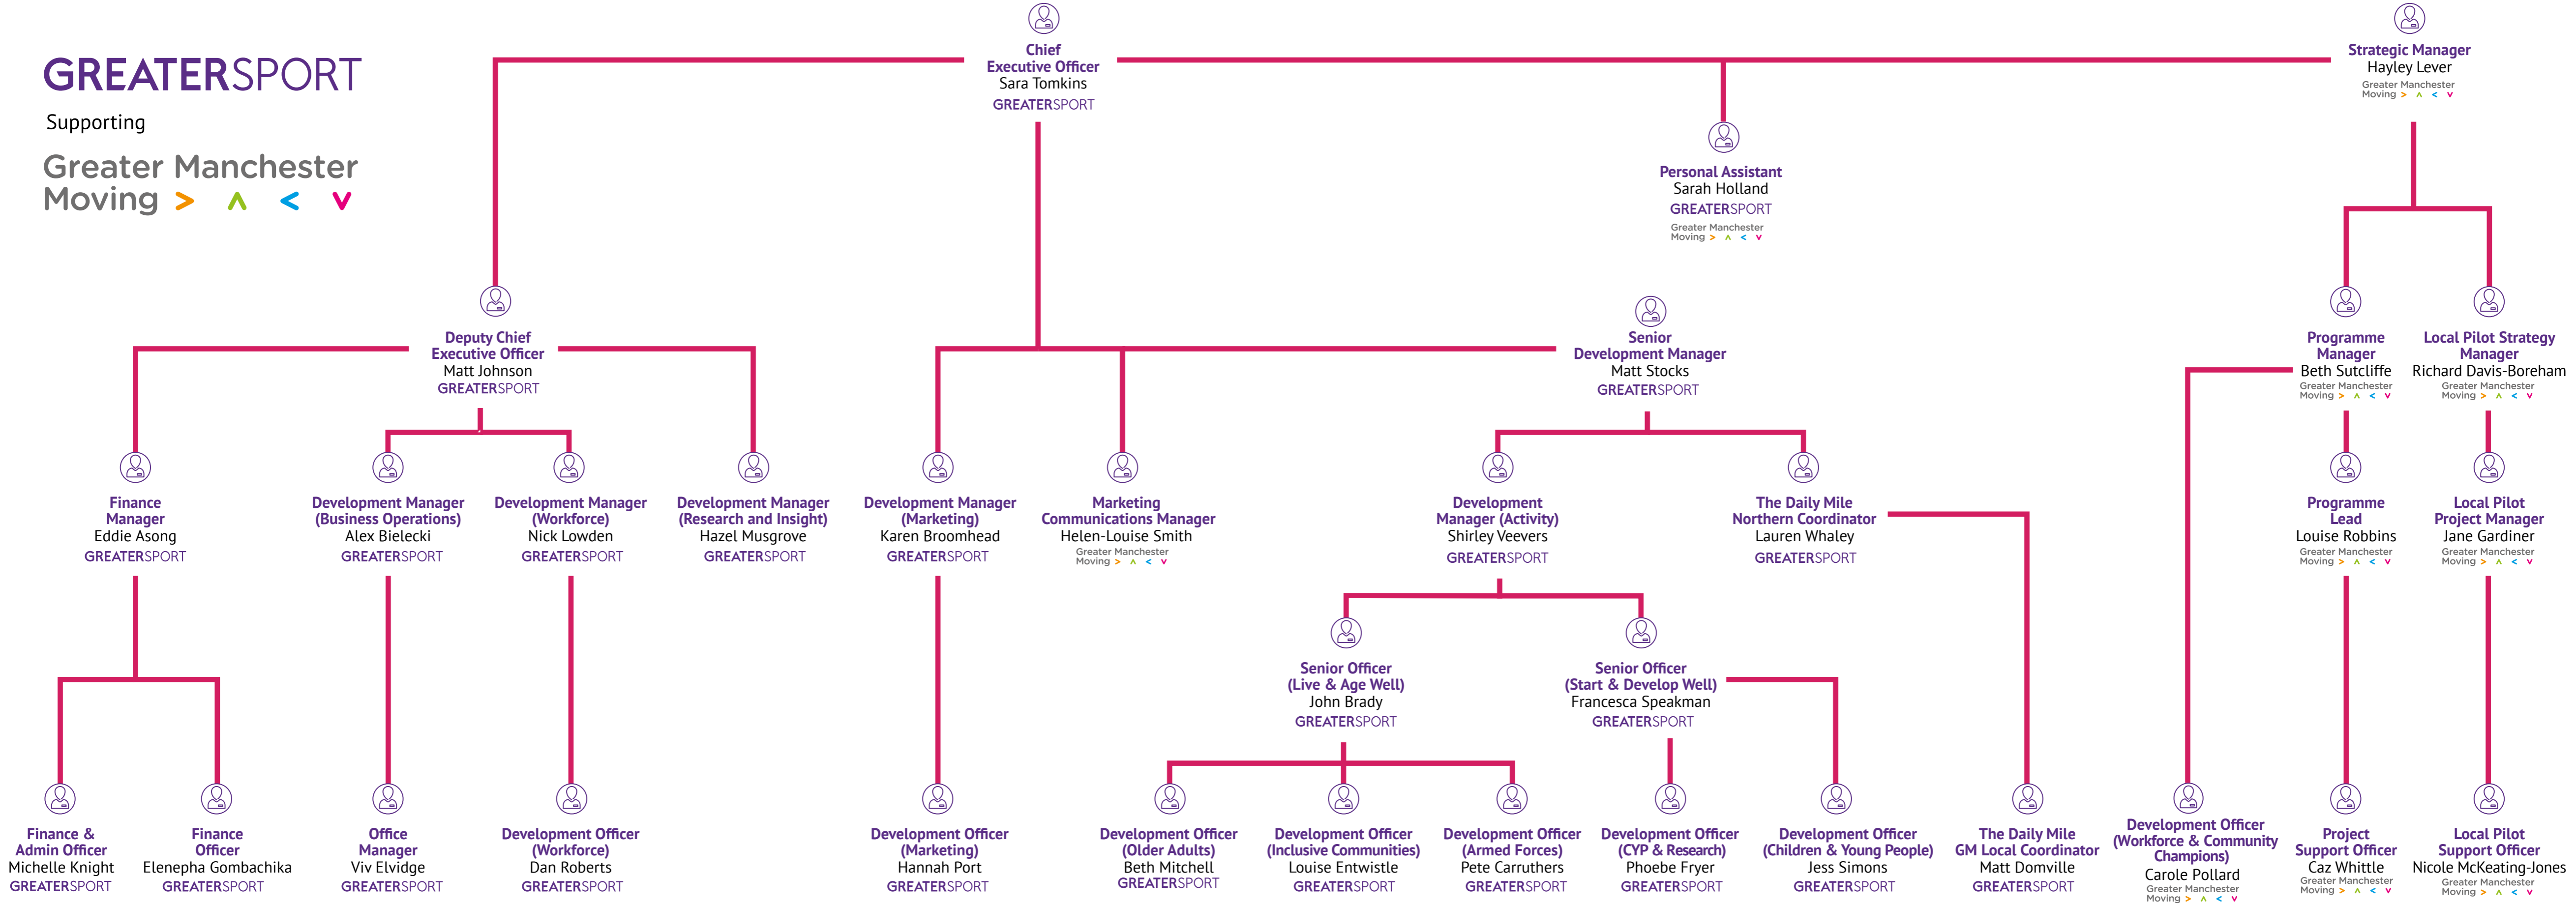 GREATERSPORT
Supporting
Greater Manchester
Moving > ^ < v
Chief
Executive Officer
Sara Tomkins
GREATERSPORT
Strategic Manager
Hayley Lever
Greater Manchester
Moving > ^ < v
Personal Assistant
Sarah Holland
GREATERSPORT
Greater Manchester
Moving > ^ < v
Deputy Chief
Executive Officer
Matt Johnson
GREATERSPORT
Senior
Development Manager
Matt Stocks
GREATERSPORT
Programme
Manager
Beth Sutcliffe
Greater Manchester
Moving > ^ < v
Local Pilot Strategy
Manager
Richard Davis-Boreham
Greater Manchester
Moving > ^ < v
Finance
Manager
Eddie Asong
GREATERSPORT
Development Manager
(Business Operations)
Alex Bielecki
GREATERSPORT
Development Manager
(Workforce)
Nick Lowden
GREATERSPORT
Development Manager
(Research and Insight)
Hazel Musgrove
GREATERSPORT
Development Manager
(Marketing)
Karen Broomhead
GREATERSPORT
Marketing
Communications Manager
Helen-Louise Smith
Greater Manchester
Moving > ^ < v
Development
Manager (Activity)
Shirley Veevers
GREATERSPORT
The Daily Mile
Northern Coordinator
Lauren Whaley
GREATERSPORT
Programme
Lead
Louise Robbins
Greater Manchester
Moving > ^ < v
Local Pilot
Project Manager
Jane Gardiner
Greater Manchester
Moving > ^ < v
Senior Officer
(Live & Age Well)
John Brady
GREATERSPORT
Senior Officer
(Start & Develop Well)
Francesca Speakman
GREATERSPORT
Finance &
Admin Officer
Michelle Knight
GREATERSPORT
Finance
Officer
Elenepha Gombachika
GREATERSPORT
Office
Manager
Viv Elvidge
GREATERSPORT
Development Officer
(Workforce)
Dan Roberts
GREATERSPORT
Development Officer
(Marketing)
Hannah Port
GREATERSPORT
Development Officer
(Older Adults)
Beth Mitchell
GREATERSPORT
Development Officer
(Inclusive Communities)
Louise Entwistle
GREATERSPORT
Development Officer
(Armed Forces)
Pete Carruthers
GREATERSPORT
Development Officer
(CYP & Research)
Phoebe Fryer
GREATERSPORT
Development Officer
(Children & Young People)
Jess Simons
GREATERSPORT
The Daily Mile
GM Local Coordinator
Matt Domville
GREATERSPORT
Development Officer
(Workforce & Community
Champions)
Carole Pollard
Greater Manchester
Moving > ^ < v
Project
Support Officer
Caz Whittle
Greater Manchester
Moving > ^ < v
Local Pilot
Support Officer
Nicole McKeating-Jones
Greater Manchester
Moving > ^ < v